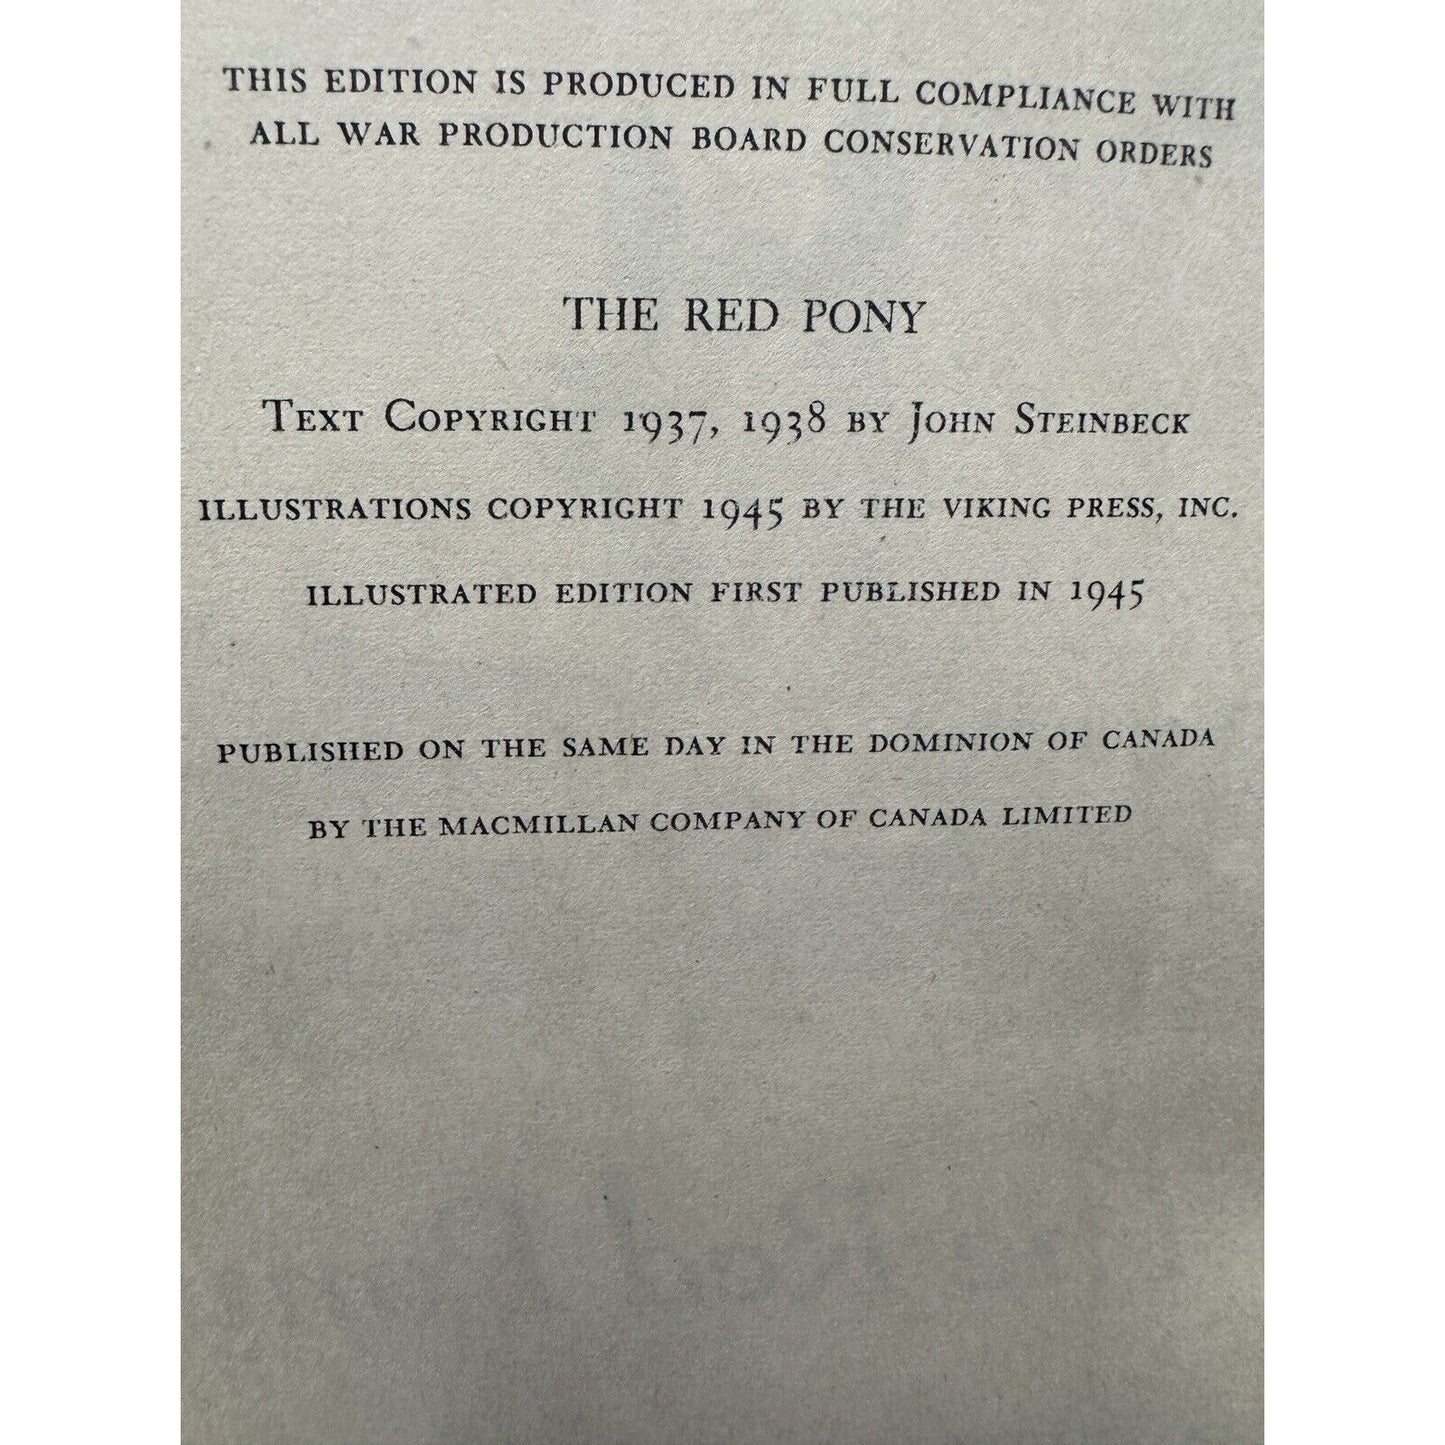 THIS EDITION IS PRODUCED IN FULL COMPLIANCE WITH
ALL WAR PRODUCTION BOARD CONSERVATION ORDERS
THE RED PONY
TEXT COPYRIGHT 1937, 1938 BY JOHN STEINBECK
ILLUSTRATIONS COPYRIGHT 1945 BY THE VIKING PRESS, INC.
ILLUSTRATED EDITION FIRST PUBLISHED IN 1945
PUBLISHED ON THE SAME DAY IN THE DOMINION OF CANADA
BY THE MACMILLAN COMPANY OF CANADA LIMITED